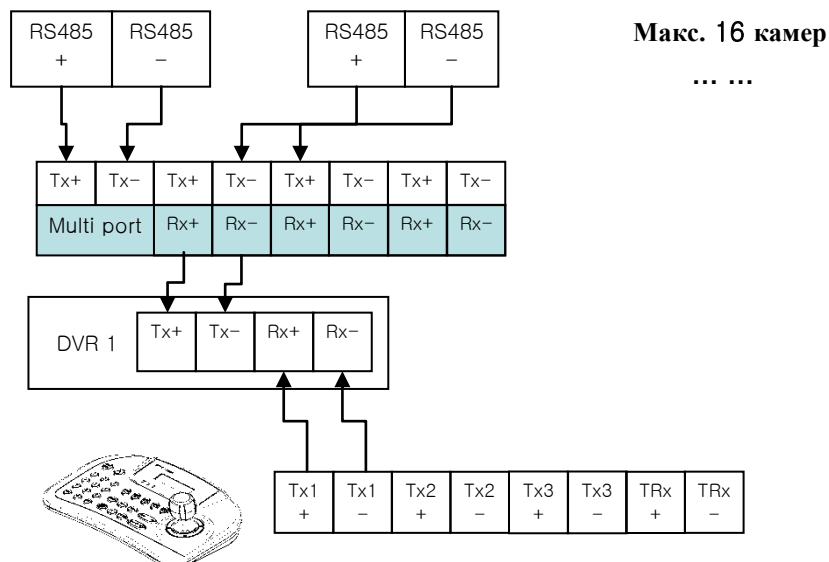 RS485 RS485 RS485 RS485 Макс. 16 камер
+ − + − ... ...
Tx+ Tx− Tx+ Tx− Tx+ Tx− Tx+ Tx−
Multi port Rx+ Rx− Rx+ Rx− Rx+ Rx−
DVR 1 Tx+ Tx− Rx+ Rx−
Tx1 Tx1 Tx2 Tx2 Tx3 Tx3 TRx TRx
+ − + − + − + −